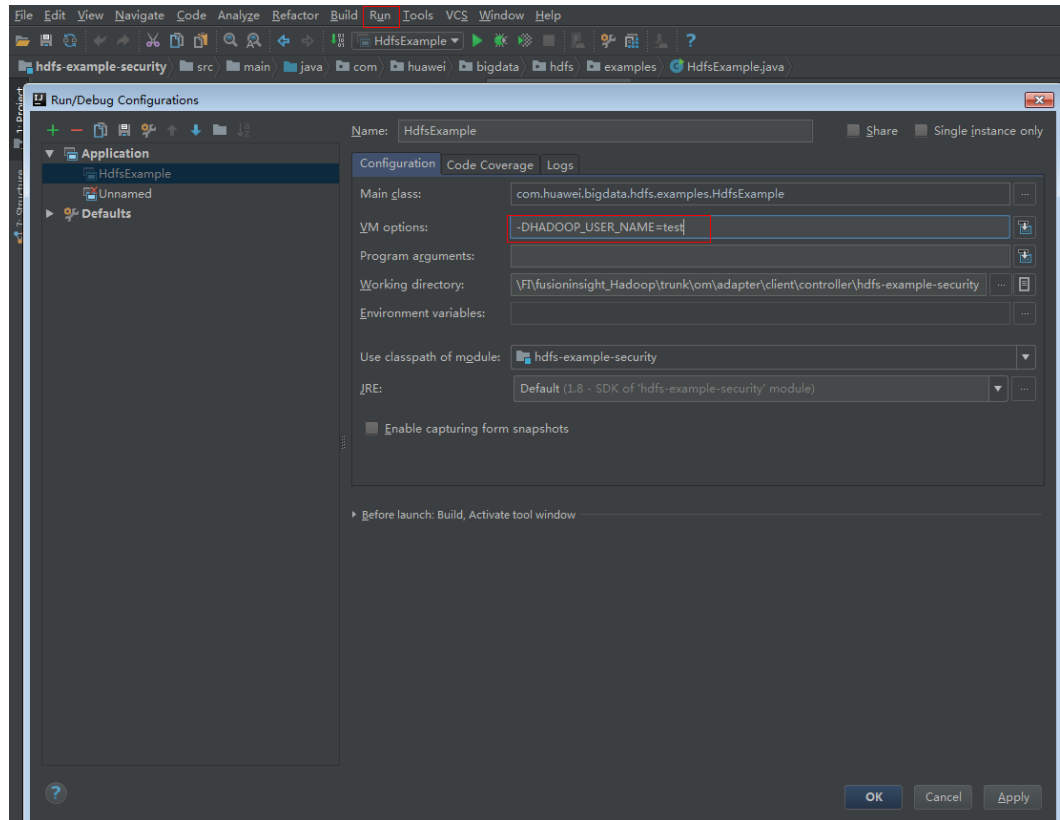 File Edit View Navigate Code Analyze Refactor Build Run Tools VCS Window Help
HdfsExample
hdfs-example-security src main java com huawei bigdata hdfs examples HdfsExample.java
1: Project
Run/Debug Configurations
Name: HdfsExample Share Single instance only
Application
HdfsExample
Unnamed
Defaults
7: Structure
Configuration Code Coverage Logs
Main class: com.huawei.bigdata.hdfs.examples.HdfsExample ...
VM options: -DHADOOP_USER_NAME=test
Program arguments:
Working directory: \FI\fusioninsight_Hadoop\trunk\om\adapter\client\controller\hdfs-example-security ...
Environment variables: ...
Use classpath of module: hdfs-example-security
JRE: Default (1.8 - SDK of 'hdfs-example-security' module) ...
Enable capturing form snapshots
Before launch: Build, Activate tool window
? OK Cancel Apply